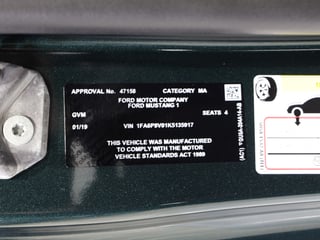 APPROVAL No. 47158 CATEGORY MA
FORD MOTOR COMPANY
FORD MUSTANG 1
GVM SEATS 4
01/19 VIN 1FA6P8V01K5135917
THIS VEHICLE WAS MANUFACTURED
TO COMPLY WITH THE MOTOR
VEHICLE STANDARDS ACT 1989